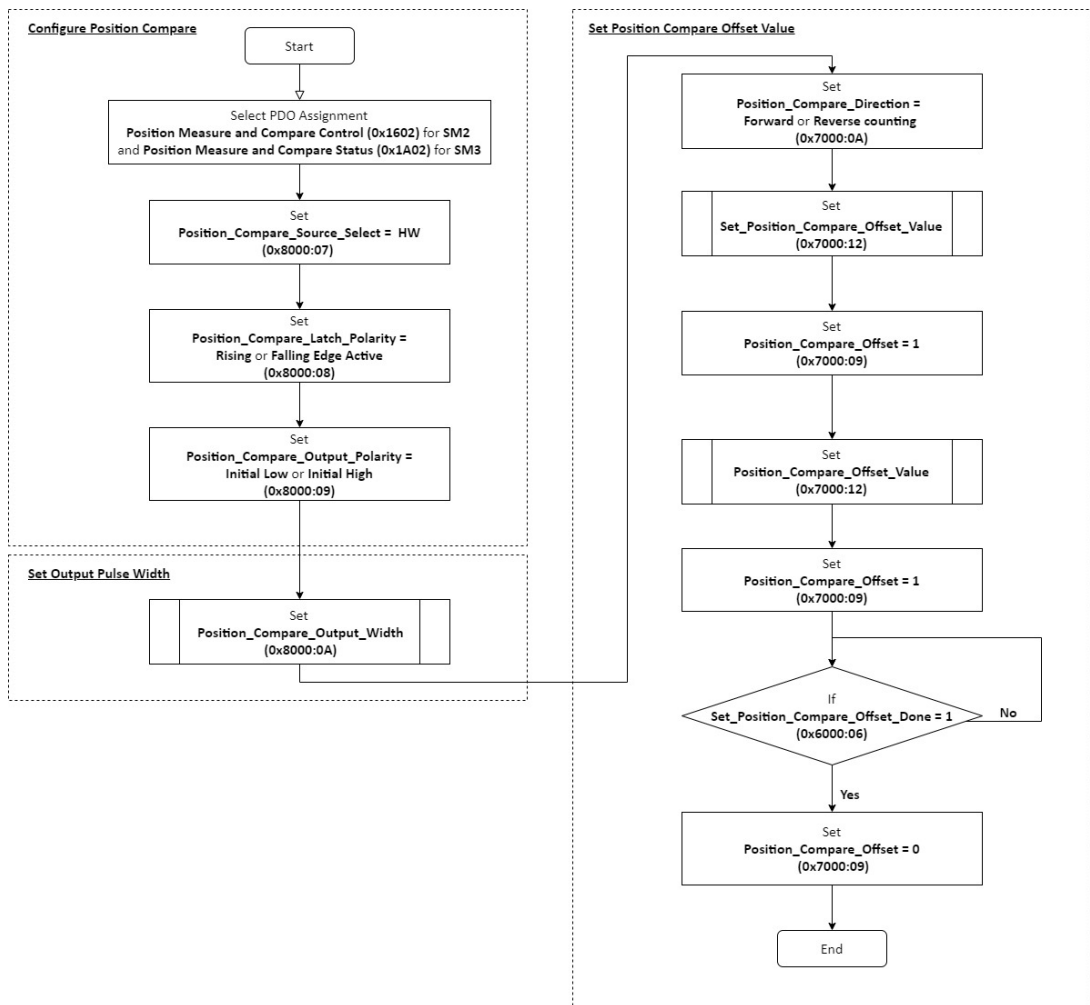 Configure Position Compare
Start
Select PDO Assignment
Position Measure and Compare Control (0x1602) for SM2
and Position Measure and Compare Status (0x1A02) for SM3
Set
Position_Compare_Source_Select = HW
(0x8000:07)
Set
Position_Compare_Latch_Polarity =
Rising or Falling Edge Active
(0x8000:08)
Set
Position_Compare_Output_Polarity =
Initial Low or Initial High
(0x8000:09)
Set Output Pulse Width
Set
Position_Compare_Output_Width
(0x8000:0A)
Set Position Compare Offset Value
Set
Position_Compare_Direction =
Forward or Reverse counting
(0x7000:0A)
Set
Set_Position_Compare_Offset_Value
(0x7000:12)
Set
Position_Compare_Offset = 1
(0x7000:09)
Set
Position_Compare_Offset_Value
(0x7000:12)
Set
Position_Compare_Offset = 1
(0x7000:09)
If
Set_Position_Compare_Offset_Done = 1
(0x6000:06)
No
Yes
Set
Position_Compare_Offset = 0
(0x7000:09)
End